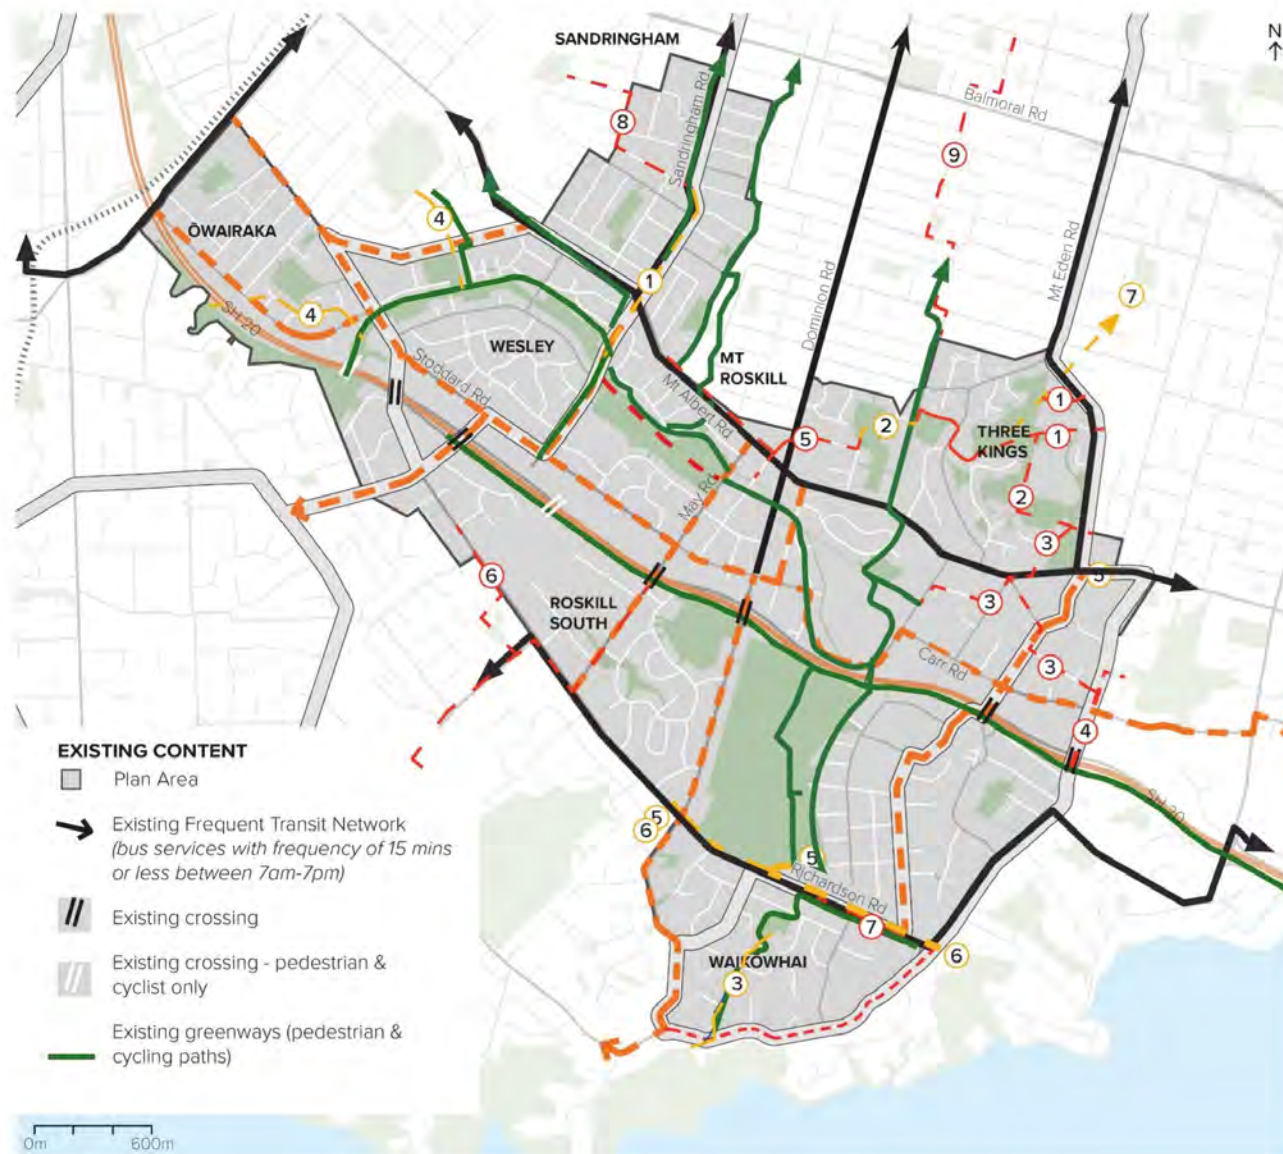 N
SANDRINGHAM
Balmoral Rd
8
Sandringham Rd
9
4
ŌWAIRAKA
Mt Eden Rd
1
7
4
SH 20
Dominion Rd
WESLEY
MT
ROSKILL
Stoddard Rd
Mt Albert Rd
1
2
5
THREE
KINGS
1
2
May Rd
3
6
5
ROSKILL
SOUTH
3
Carr Rd
3
4
EXISTING CONTENT
Plan Area
SH 20
Existing Frequent Transit Network
(bus services with frequency of 15 mins
or less between 7am-7pm)
5
6
5
Richardson Rd
Existing crossing
7
6
WAIKOWHAI
3
Existing crossing - pedestrian &
cyclist only
Existing greenways (pedestrian &
cycling paths)
0m
600m